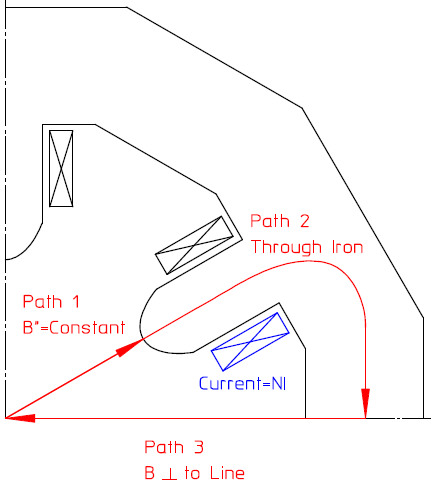 Path 2
Through Iron
Path 1
B"=Constant
Current=NI
Path 3
B ⊥ to Line